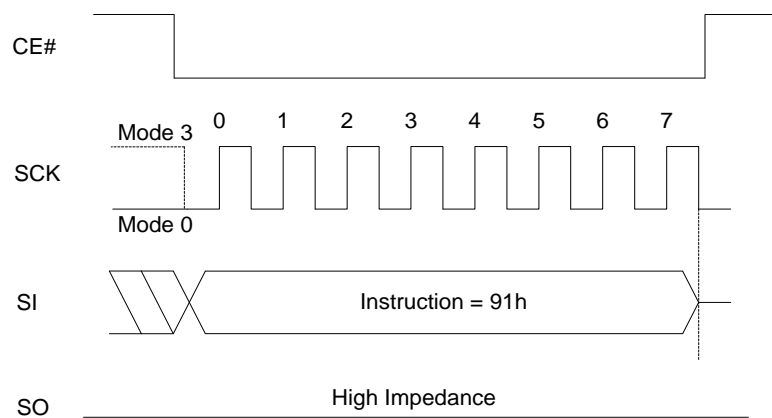 CE#
0 1 2 3 4 5 6 7
Mode 3
SCK
Mode 0
SI
Instruction = 91h
High Impedance
SO